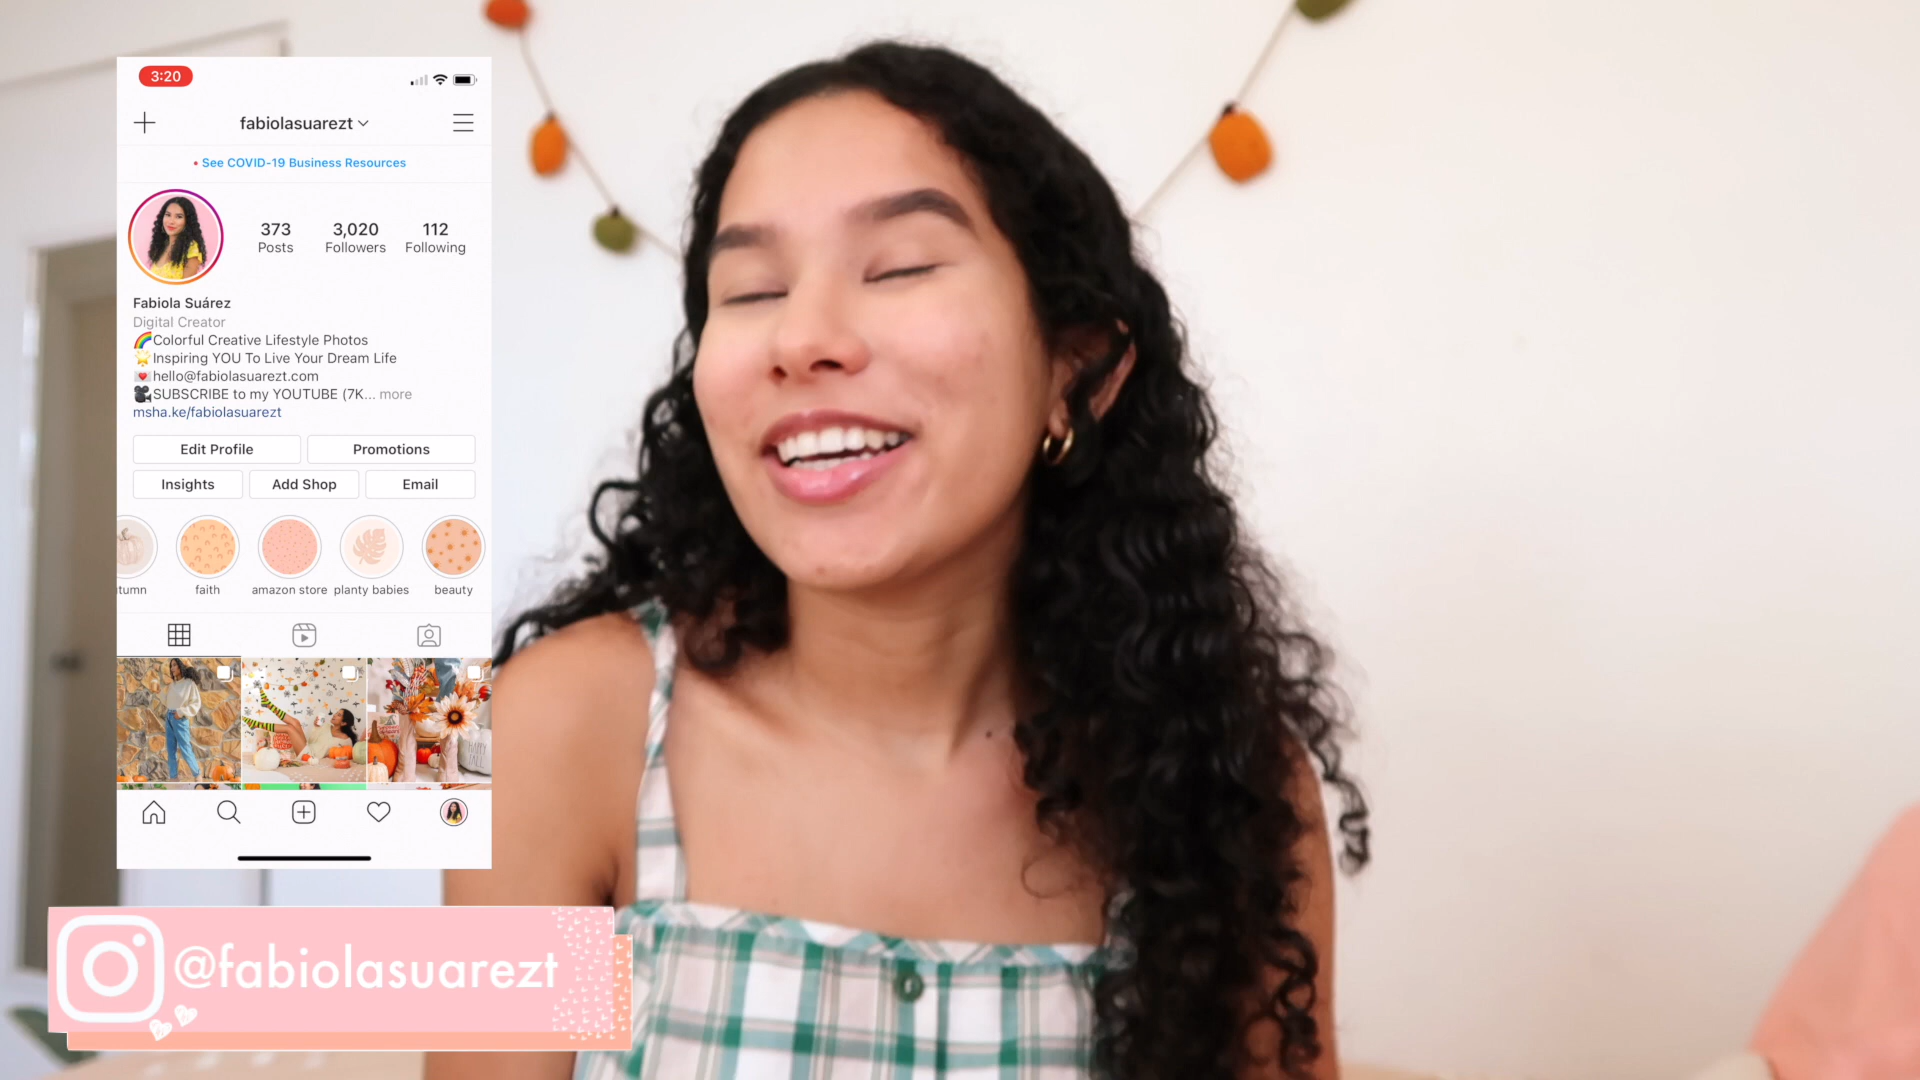 3:20
fabiolasuarezt
See COVID-19 Business Resources
373 3,020 112
Posts Followers Following
Fabiola Suárez
Digital Creator
🌈Colorful Creative Lifestyle Photos
🌟Inspiring YOU To Live Your Dream Life
💌hello@fabiolasuarezt.com
🎥SUBSCRIBE to my YOUTUBE (7K... more
msha.ke/fabiolasuarezt
Edit Profile Promotions
Insights Add Shop Email
tumn faith amazon store planty babies beauty
HAPPY FALL
@fabiolasuarezt